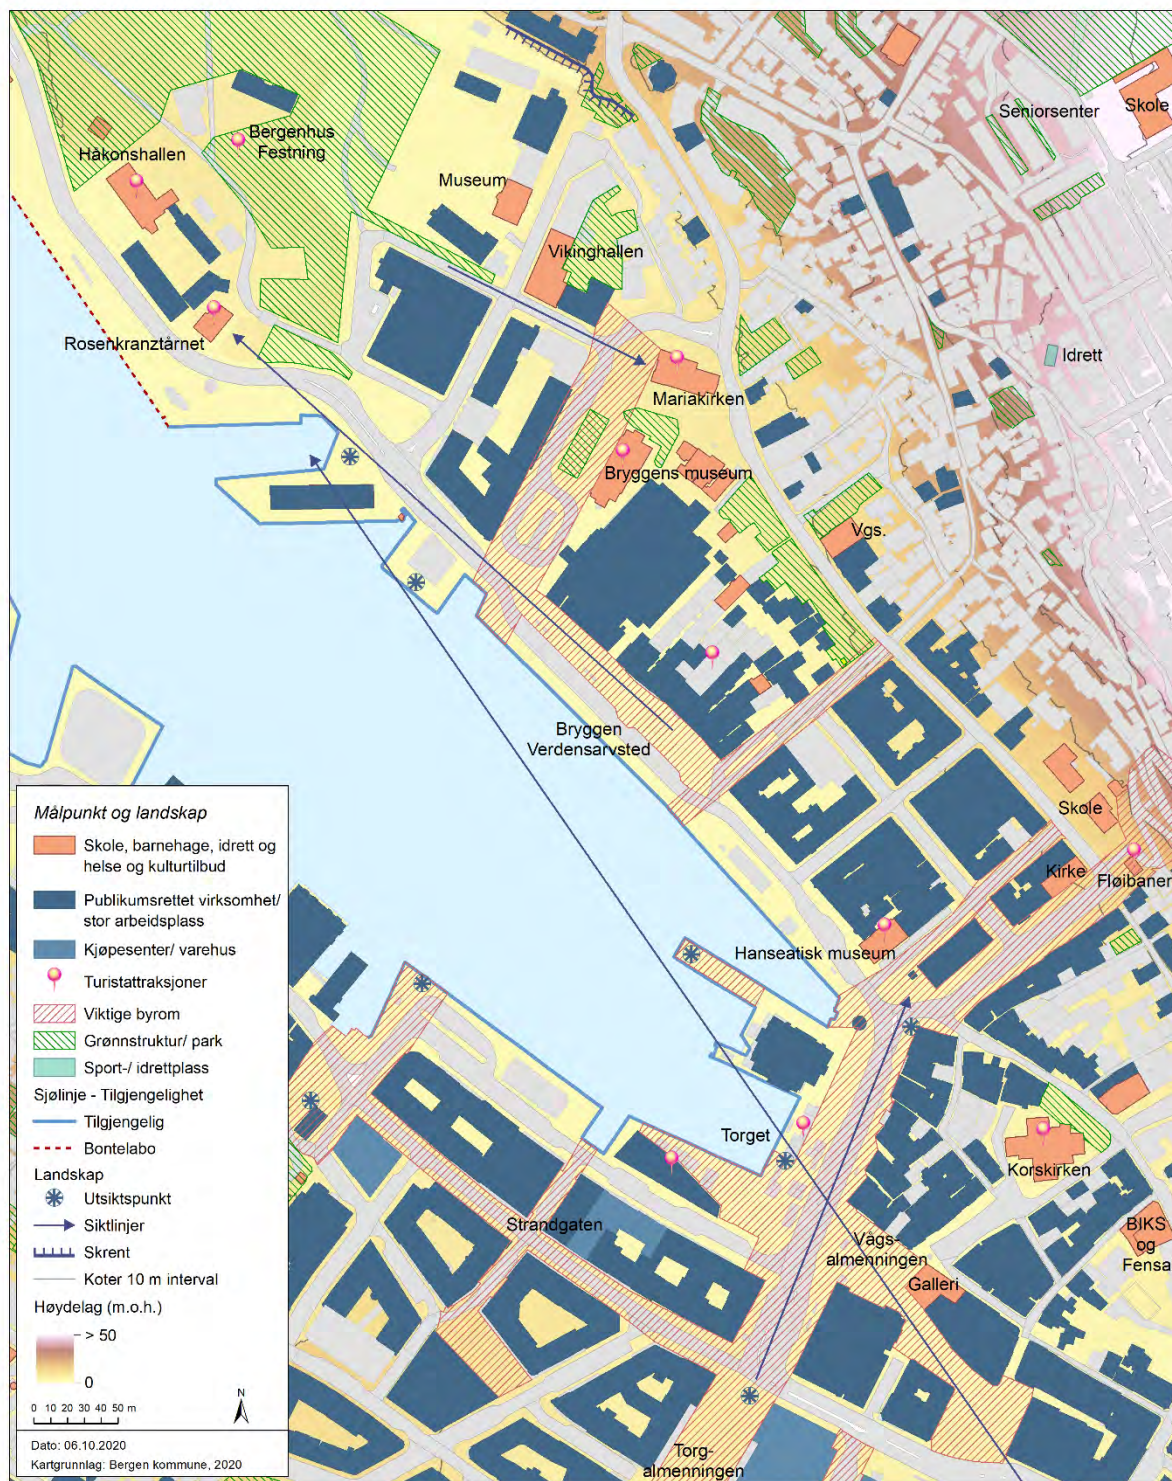 Seniorsenter
Skole
Bergenhus
Festning
Håkonshallen
Museum
Vikinghallen
Rosenkranztårnet
Idrett
Mariakirken
Bryggens museum
Vgs.
Bryggen
Verdensarvsted
Skole
Kirke
Fløibanen
Hanseatisk museum
Torget
Korskirken
Strandgaten
Vågs-
almenningen
BIKS
og
Fensa
Galleri
Torg-
almenningen
Målpunkt og landskap
Skole, barnehage, idrett og
helse og kulturtilbud
Publikumsrettet virksomhet/
stor arbeidsplass
Kjøpesenter/ varehus
Turistattraksjoner
Viktige byrom
Grønnstruktur/ park
Sport-/ idrettplass
Sjølinje - Tilgjengelighet
Tilgjengelig
Bontelabo
Landskap
Utsiktspunkt
Siktlinjer
Skrent
Koter 10 m interval
Høydelag (m.o.h.)
> 50
0
N
0 10 20 30 40 50 m
Dato: 06.10.2020
Kartgrunnlag: Bergen kommune, 2020